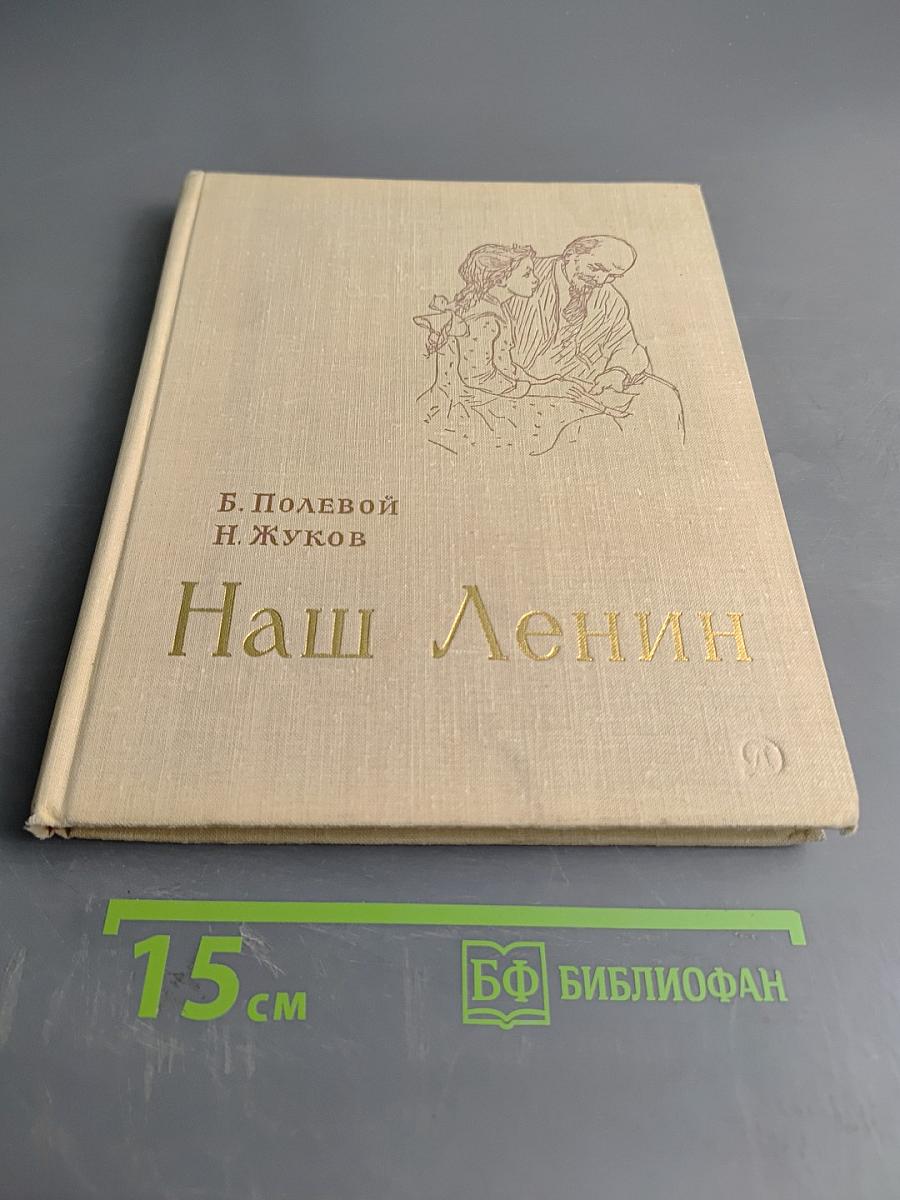 Б. Полевой
Н. Жуков
Наш Ленин
15 см
БФ БИБЛИОФАН